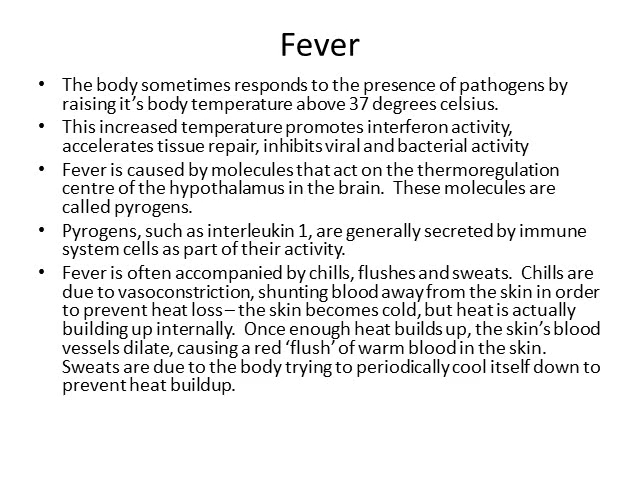 Fever
• The body sometimes responds to the presence of pathogens by
raising it's body temperature above 37 degrees celsius.
• This increased temperature promotes interferon activity,
accelerates tissue repair, inhibits viral and bacterial activity
• Fever is caused by molecules that act on the thermoregulation
centre of the hypothalamus in the brain.  These molecules are
called pyrogens.
• Pyrogens, such as interleukin 1, are generally secreted by immune
system cells as part of their activity.
• Fever is often accompanied by chills, flushes and sweats.  Chills are
due to vasoconstriction, shunting blood away from the skin in order
to prevent heat loss – the skin becomes cold, but heat is actually
building up internally.  Once enough heat builds up, the skin's blood
vessels dilate, causing a red 'flush' of warm blood in the skin.
Sweats are due to the body trying to periodically cool itself down to
prevent heat buildup.